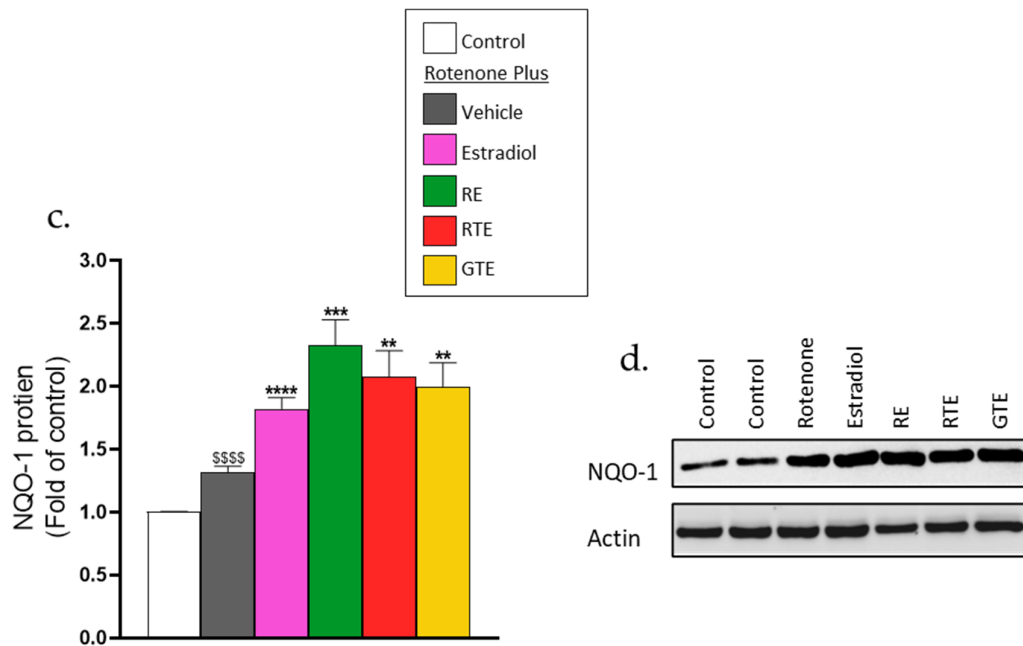 Control
Rotenone Plus
Vehicle
Estradiol
RE
RTE
GTE
c.
NQO-1 protien
(Fold of control)
3.0
2.5
2.0
1.5
1.0
0.5
0.0
$$$$
****
***
**
**
d.
Control
Control
Rotenone
Estradiol
RE
RTE
GTE
NQO-1
Actin